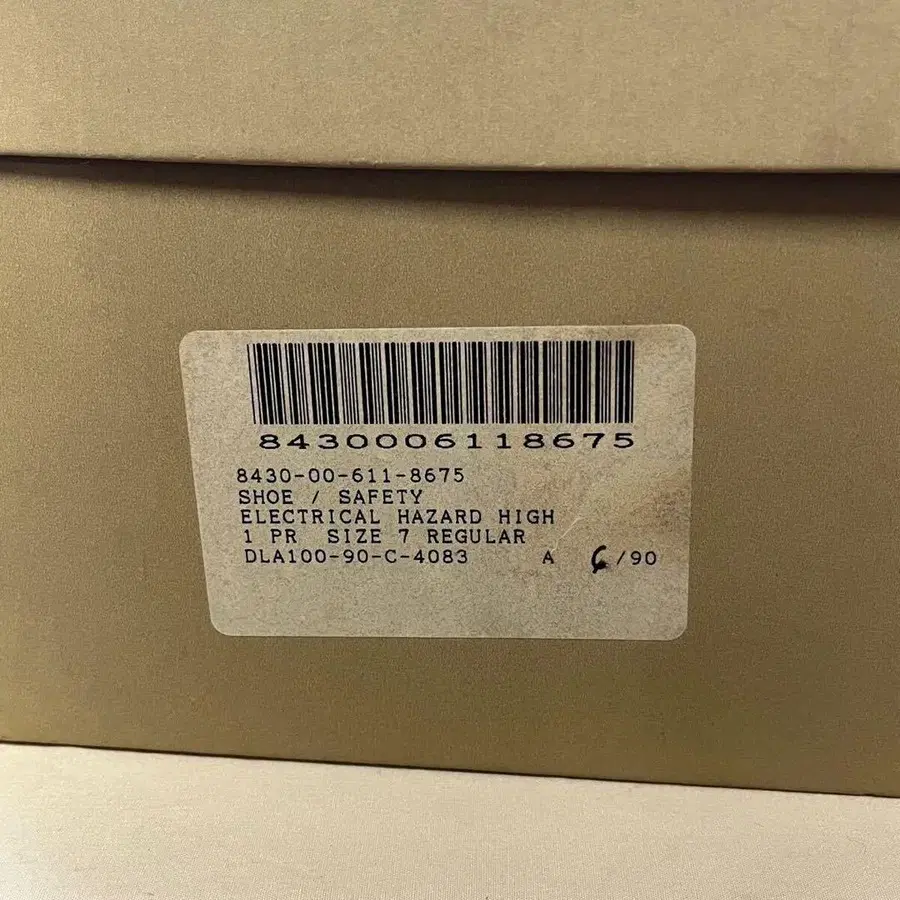 8430006118675
8430-00-611-8675
SHOE / SAFETY
ELECTRICAL HAZARD HIGH
1 PR SIZE 7 REGULAR
DLA100-90-C-4083 A 6/90